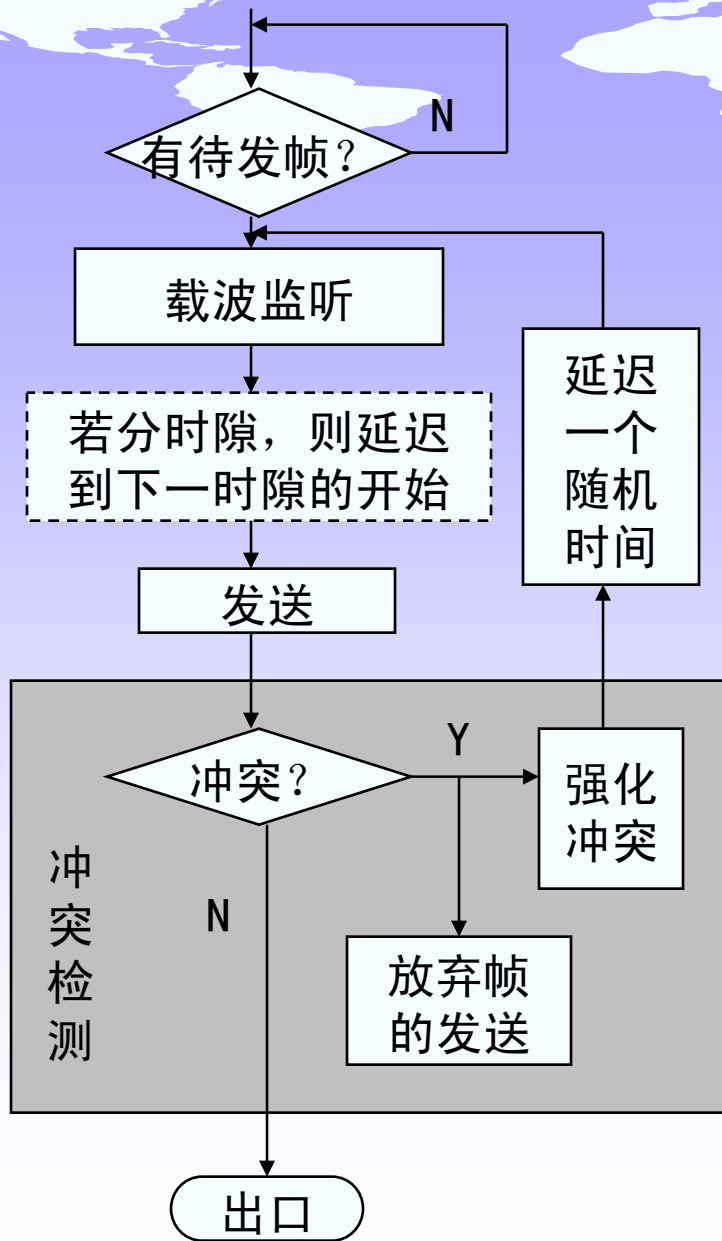 N
有待发帧？
载波监听
若分时隙，则延迟
到下一时隙的开始
发送
延迟
一个
随机
时间
冲突？
Y
强化
冲突
N
冲
突
检
测
放弃帧
的发送
出口